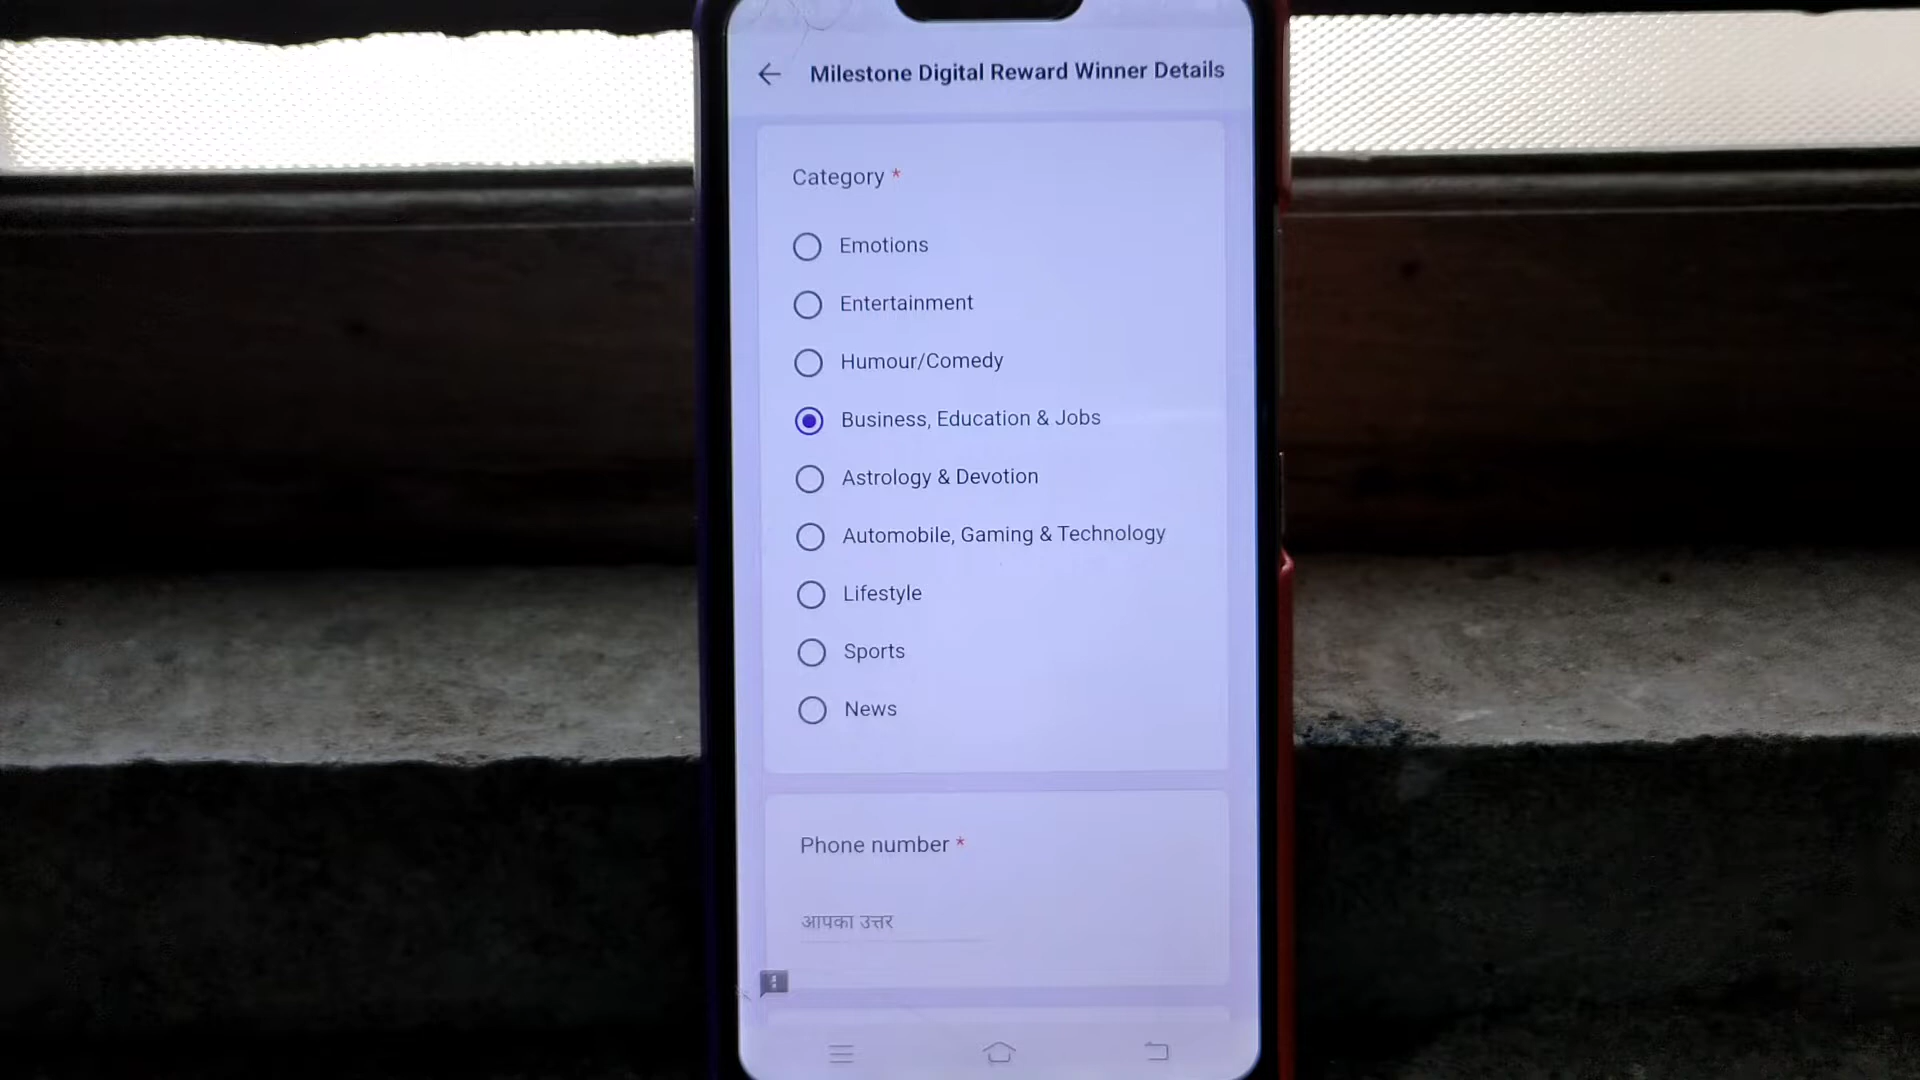 Milestone Digital Reward Winner Details
Category *
Emotions
Entertainment
Humour/Comedy
Business, Education & Jobs
Astrology & Devotion
Automobile, Gaming & Technology
Lifestyle
Sports
News
Phone number *
आपका उत्तर